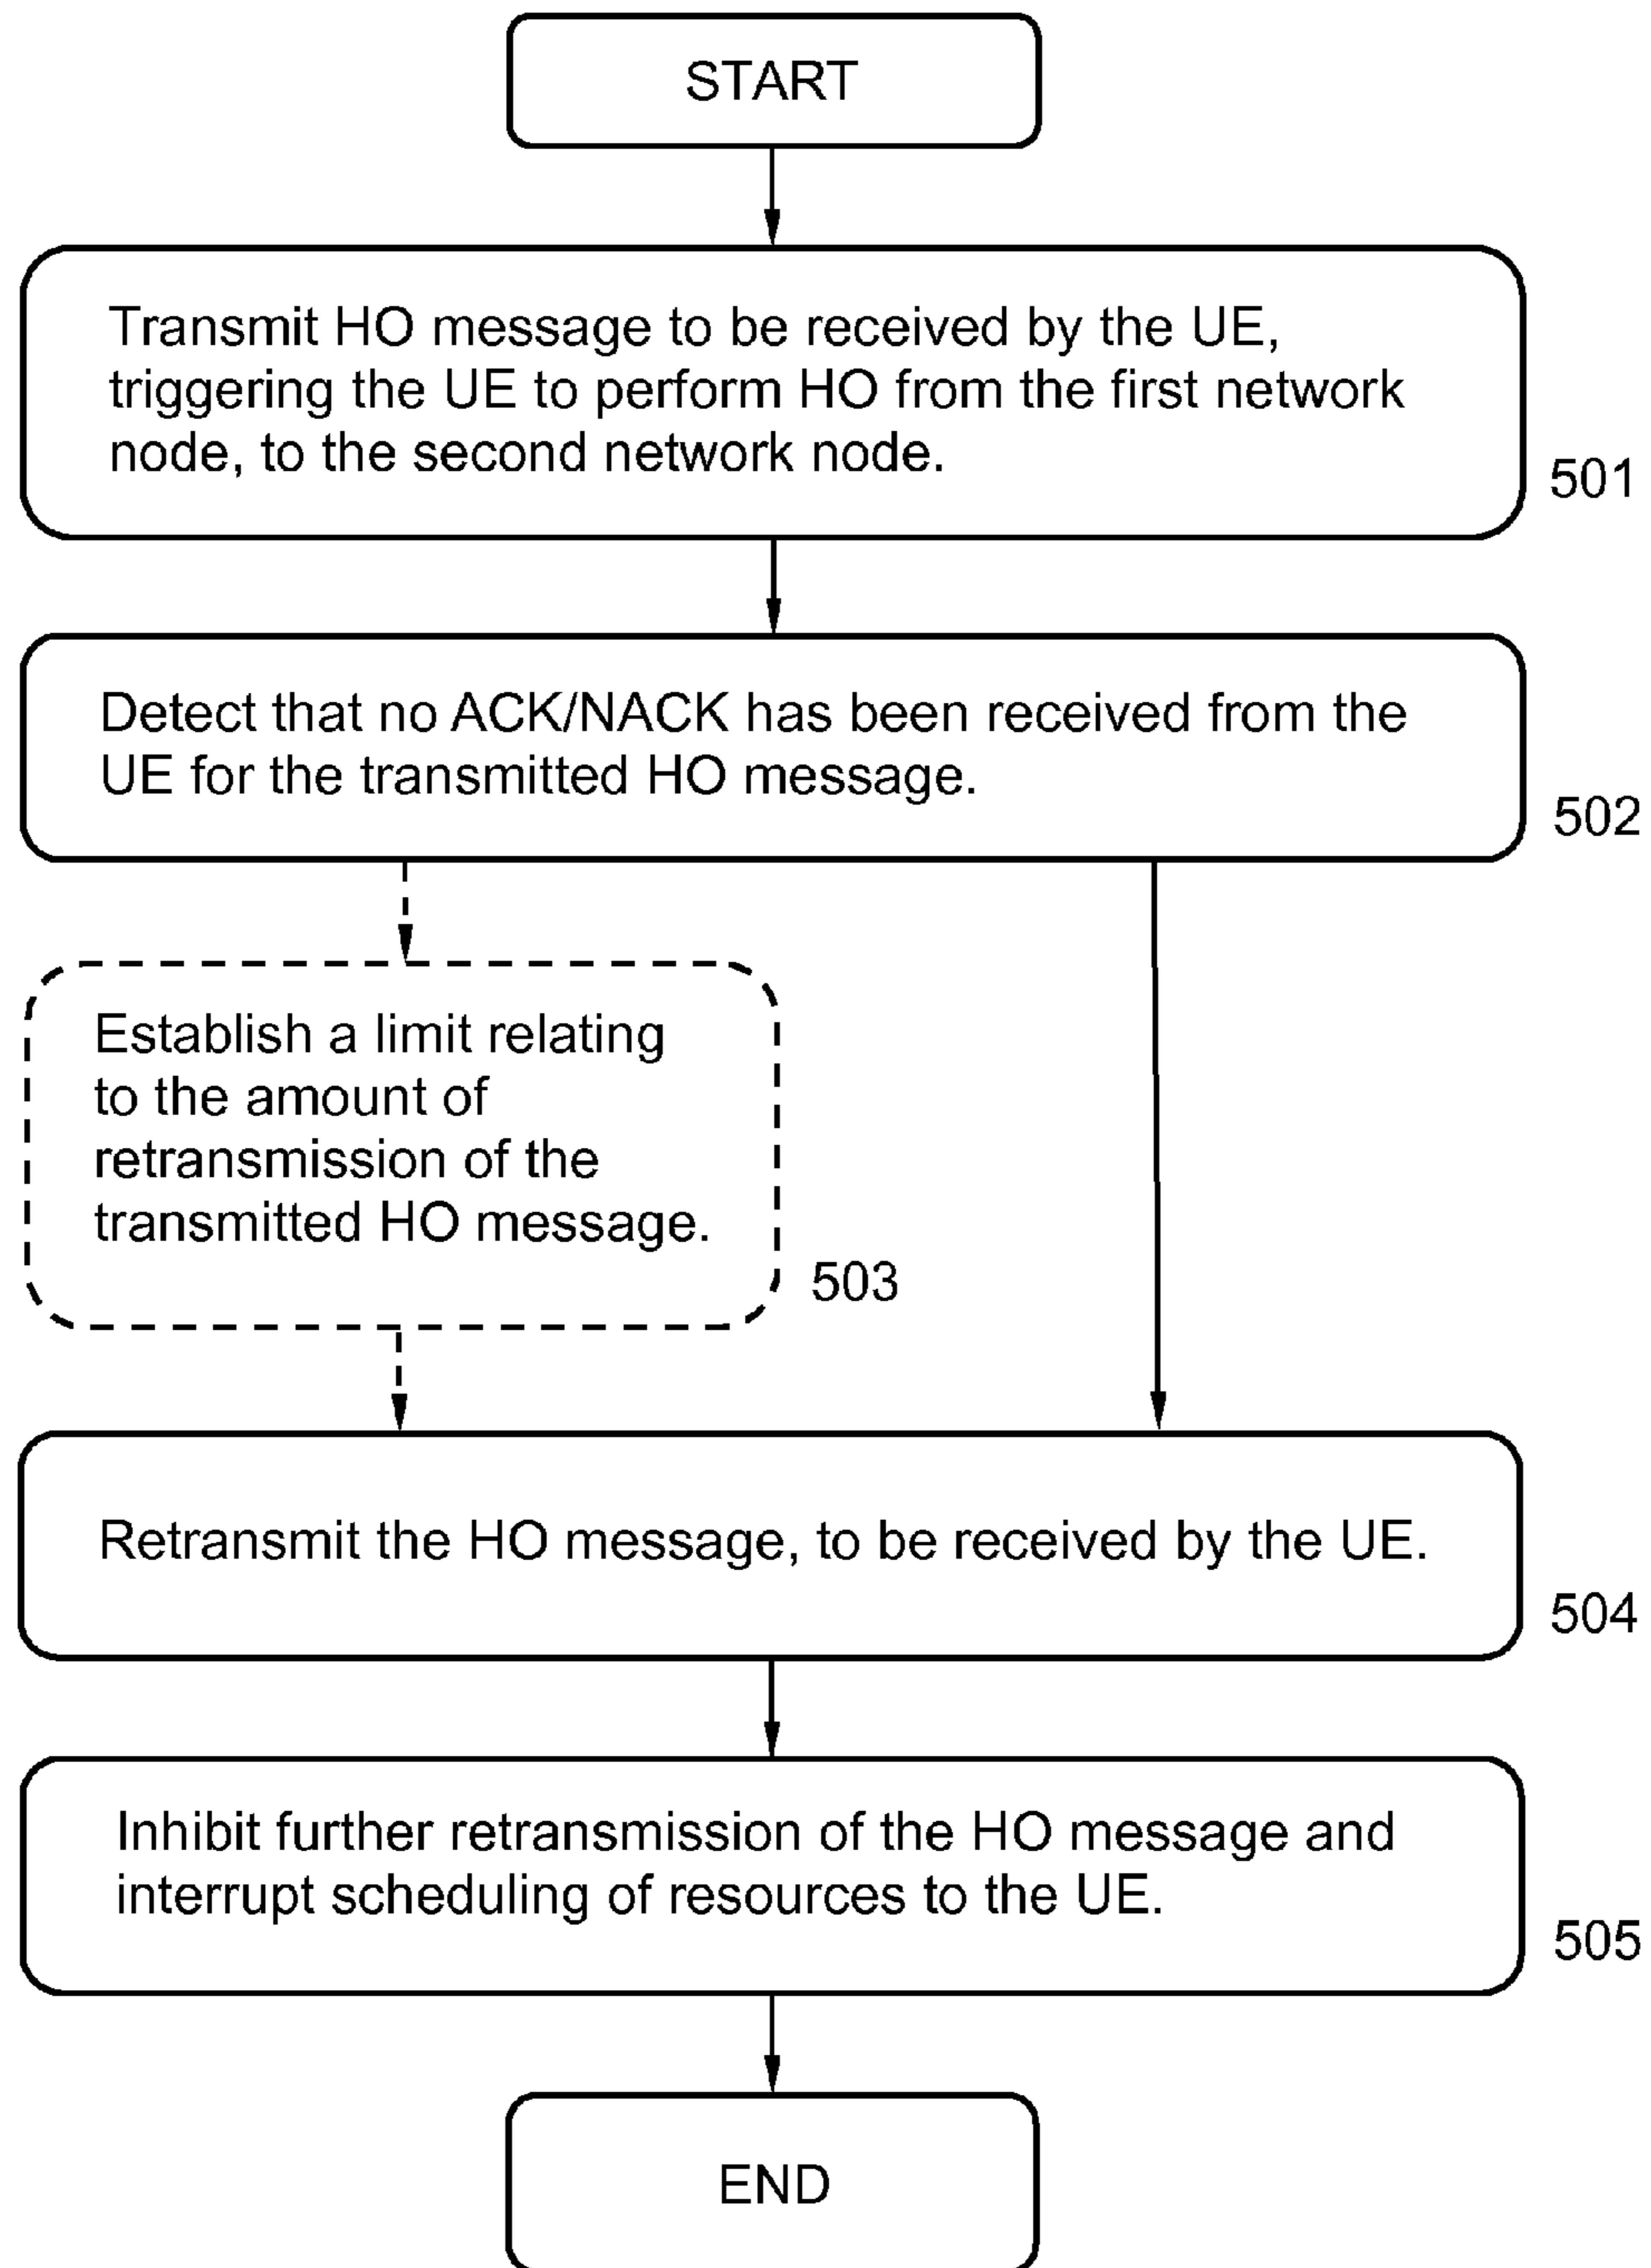 START
Transmit HO message to be received by the UE,
triggering the UE to perform HO from the first network
node, to the second network node.
501
Detect that no ACK/NACK has been received from the
UE for the transmitted HO message.
502
Establish a limit relating
to the amount of
retransmission of the
transmitted HO message.
503
Retransmit the HO message, to be received by the UE.
504
Inhibit further retransmission of the HO message and
interrupt scheduling of resources to the UE.
505
END